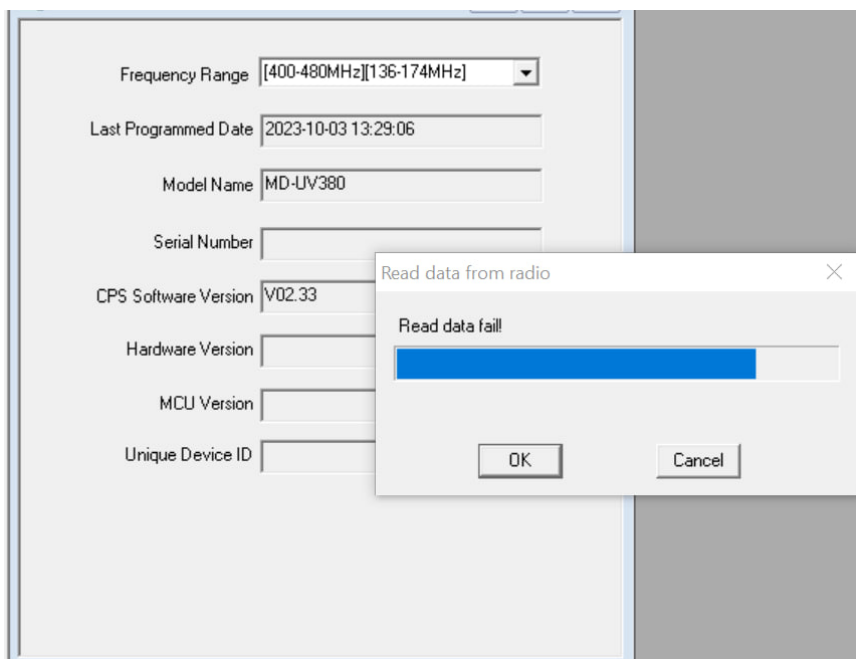 Frequency Range [400-480MHz][136-174MHz]
Last Programmed Date 2023-10-03 13:29:06
Model Name MD-UV380
Serial Number
Read data from radio
CPS Software Version V02.33
Read data fail!
Hardware Version
MCU Version
Unique Device ID
OK Cancel